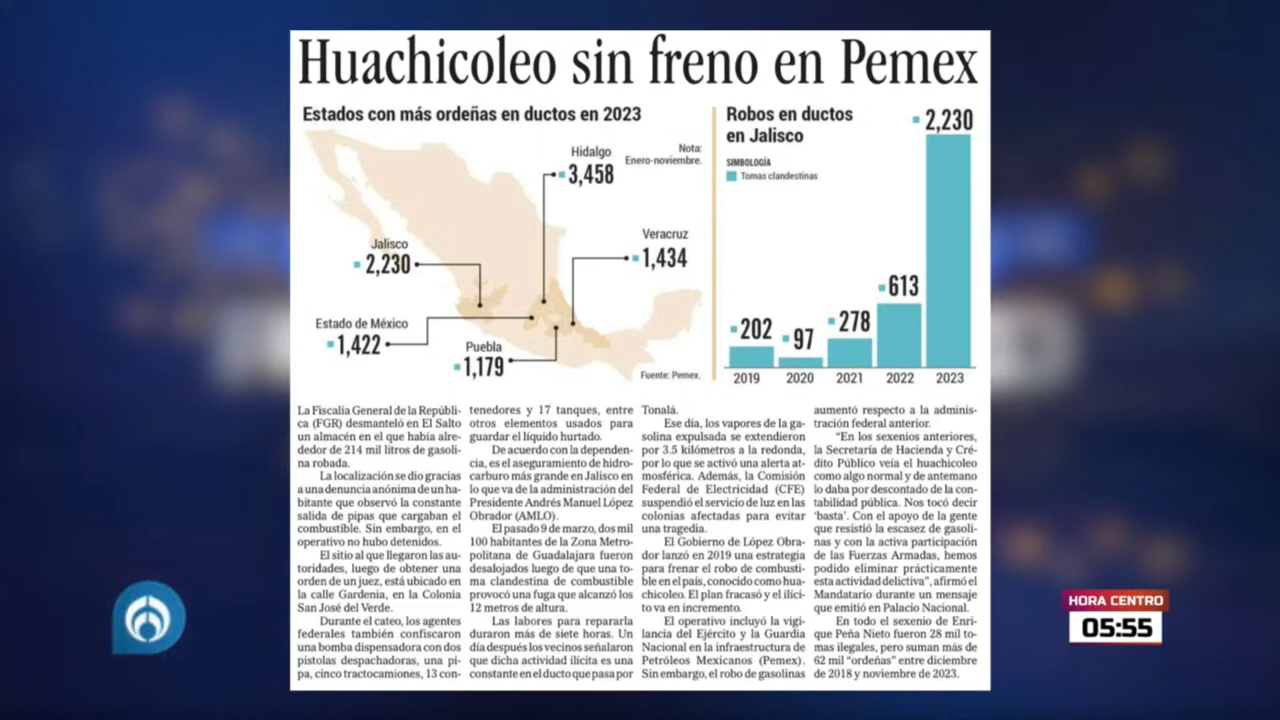 Huachicoleo sin freno en Pemex
Estados con más ordeñas en ductos en 2023
Nota:
Enero-noviembre.
Hidalgo
3,458
Jalisco
2,230
Veracruz
1,434
Estado de México
1,422
Puebla
1,179
Fuente: Pemex.
Robos en ductos
en Jalisco
SIMBOLOGÍA
Tomas clandestinas
202
97
278
613
2,230
2019
2020
2021
2022
2023
La Fiscalía General de la Repúbli-
ca (FGR) desmanteló en El Salto
un almacén en el que había alre-
dedor de 214 mil litros de gasoli-
na robada.
La localización se dio gracias
a una denuncia anónima de un ha-
bitante que observó la constante
salida de pipas que cargaban el
combustible. Sin embargo, en el
operativo no hubo detenidos.
El sitio al que llegaron las au-
toridades, luego de obtener una
orden de un juez, está ubicado en
la calle Gardenia, en la Colonia
San José del Verde.
Durante el cateo, los agentes
federales también confiscaron
una bomba dispensadora con dos
pistolas despachadoras, una pi-
pa, cinco tractocamiones, 13 con-
tenedores y 17 tanques, entre
otros elementos usados para
guardar el líquido hurtado.
De acuerdo con la dependen-
cia, es el aseguramiento de hidro-
carburo más grande en Jalisco en
lo que va de la administración del
Presidente Andrés Manuel López
Obrador (AMLO).
El pasado 9 de marzo, dos mil
100 habitantes de la Zona Metro-
politana de Guadalajara fueron
desalojados luego de que una to-
ma clandestina de combustible
provocó una fuga que alcanzó los
12 metros de altura.
Las labores para repararla
duraron más de siete horas. Un
día después los vecinos señalaron
que dicha actividad ilícita es una
constante en el ducto que pasa por
Tonalá.
Ese día, los vapores de la ga-
solina expulsada se extendieron
por 3.5 kilómetros a la redonda,
por lo que se activó una alerta at-
mosférica. Además, la Comisión
Federal de Electricidad (CFE)
suspendió el servicio de luz en las
colonias afectadas para evitar
una tragedia.
El Gobierno de López Obra-
dor lanzó en 2019 una estrategia
para frenar el robo de combusti-
ble en el país, conocido como hua-
chicoleo. El plan fracasó y el ilíci-
to va en incremento.
El operativo incluyó la vigi-
lancia del Ejército y la Guardia
Nacional en la infraestructura de
Petróleos Mexicanos (Pemex).
Sin embargo, el robo de gasolinas
aumentó respecto a la adminis-
tración federal anterior.
"En los sexenios anteriores,
la Secretaría de Hacienda y Cré-
dito Público veía el huachicoleo
como algo normal y de antemano
lo daba por descontado de la con-
tabilidad pública. Nos tocó decir
'basta'. Con el apoyo de la gente
que resistió la escasez de gasoli-
nas y con la activa participación
de las Fuerzas Armadas, hemos
podido eliminar prácticamente
esta actividad delictiva", afirmó el
Mandatario durante un mensaje
que emitió en Palacio Nacional.
En todo el sexenio de Enri-
que Peña Nieto fueron 28 mil to-
mas ilegales, pero suman más de
62 mil "ordeñas" entre diciembre
de 2018 y noviembre de 2023.
HORA CENTRO
05:55